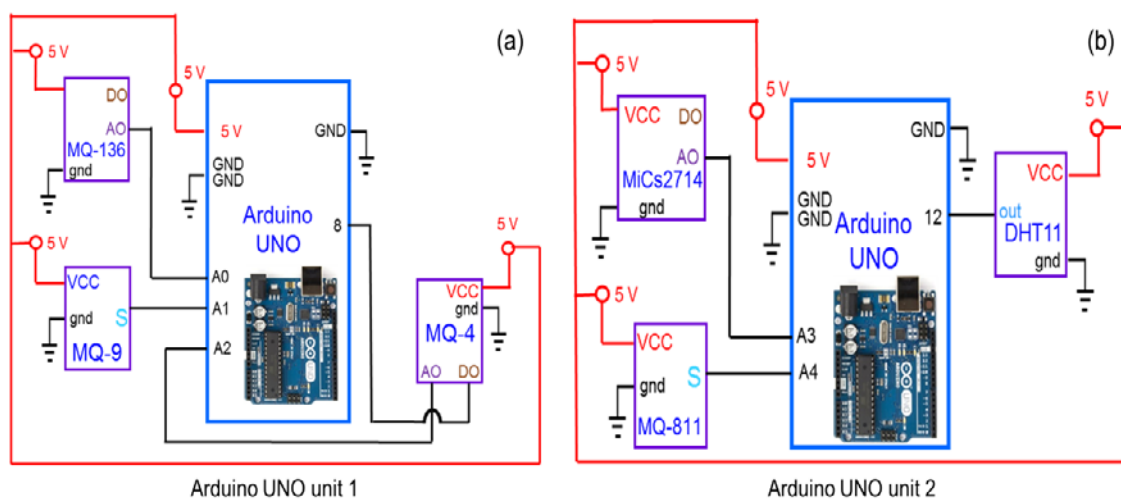 (a)
5 V
5 V
DO
AO
MQ-136
gnd
5 V
GND
GND
GND
Arduino
UNO
8
5 V
VCC
gnd
S
MQ-9
A0
A1
A2
5 V
VCC
gnd
MQ-4
AO
DO
Arduino UNO unit 1
(b)
5 V
5 V
VCC
DO
AO
MiCs2714
gnd
5 V
GND
GND
GND
Arduino
UNO
12
5 V
VCC
out
DHT11
gnd
5 V
VCC
gnd
S
MQ-811
A3
A4
Arduino UNO unit 2